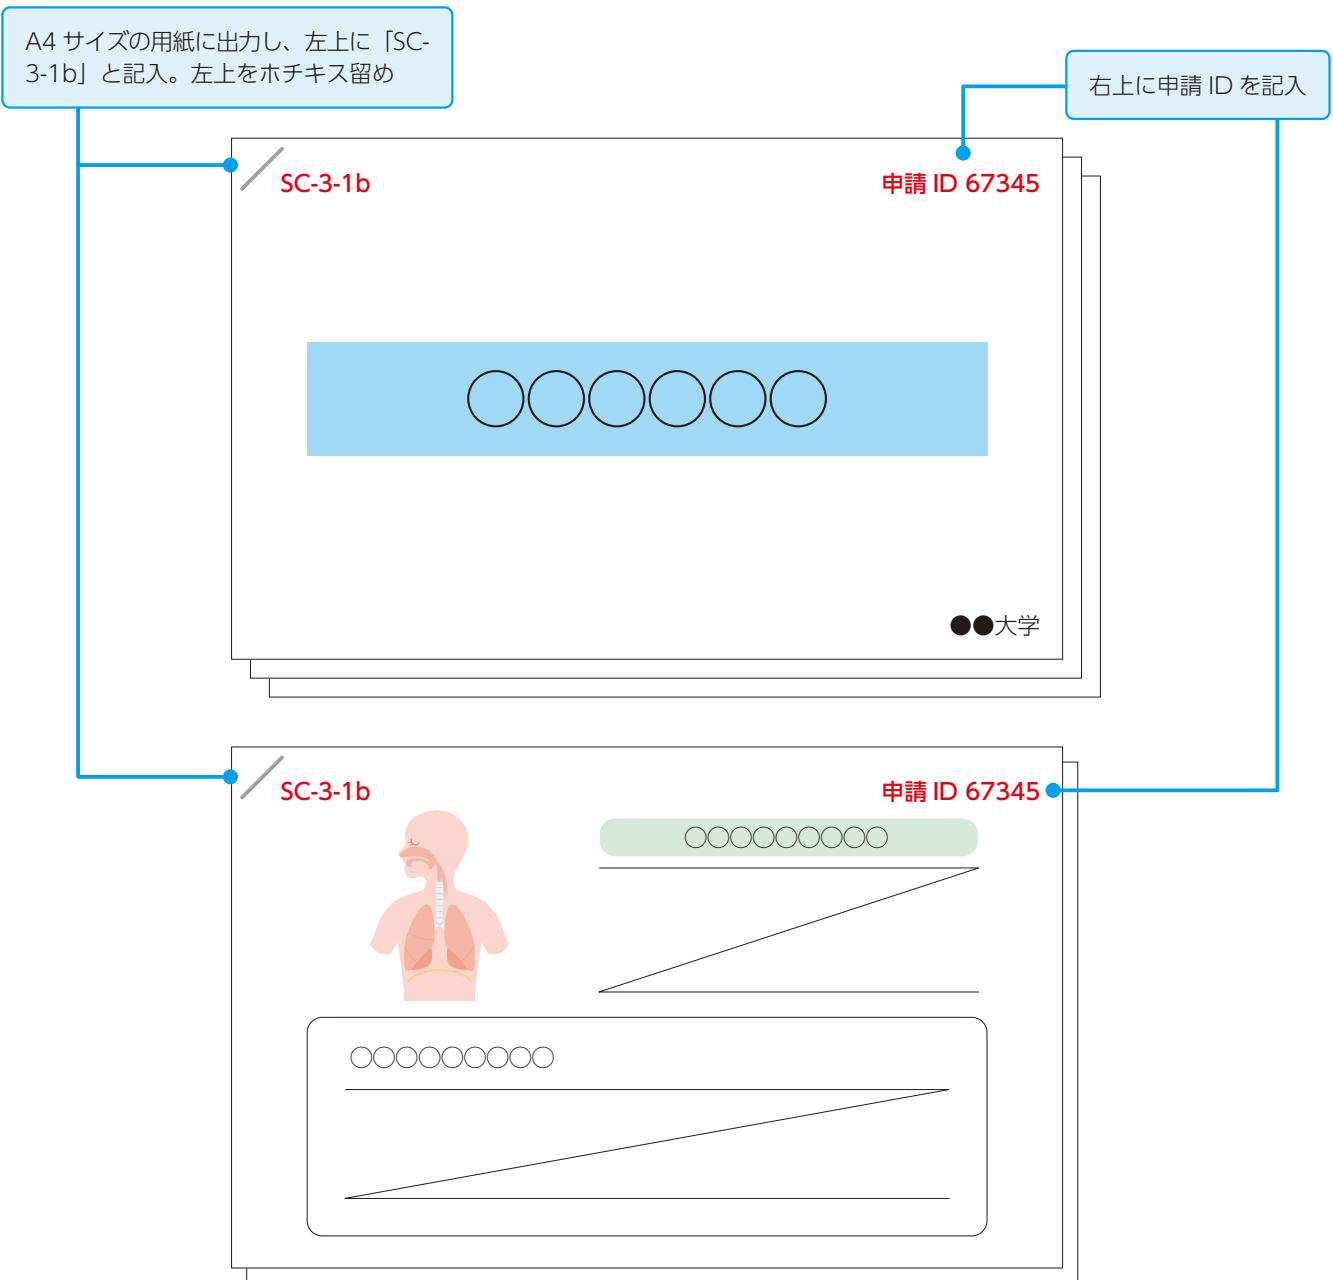 A4 サイズの用紙に出力し、左上に「SC-
3-1b」と記入。左上をホチキス留め
右上に申請 ID を記入
SC-3-1b
申請 ID 67345
○○○○○○
●●大学
SC-3-1b
申請 ID 67345
○○○○○○○○○
○○○○○○○○○